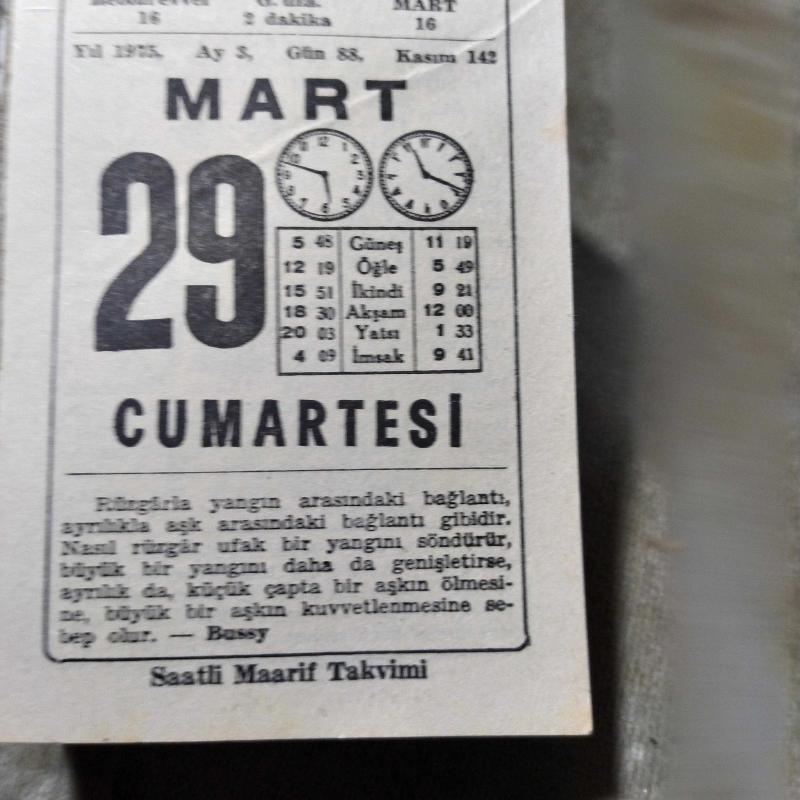 MART
16 2 dakika 16
Yıl 1975, Ay 3, Gün 88, Kasım 142
MART
29
5 48 Güneş 11 19
12 19 Öğle 5 49
15 51 İkindi 9 21
18 30 Akşam 12 00
20 03 Yatsı 1 33
4 09 İmsak 9 41
CUMARTESİ
Rüzgârla yangın arasındaki bağlantı,
ayrılıkla aşk arasındaki bağlantı gibidir.
Nasıl rüzgâr ufak bir yangını söndürür,
büyük bir yangını daha da genişletirse,
ayrılık da, küçük çapta bir aşkın ölmesi-
ne, büyük bir aşkın kuvvetlenmesine se-
bep olur. — Bussy
Saatli Maarif Takvimi